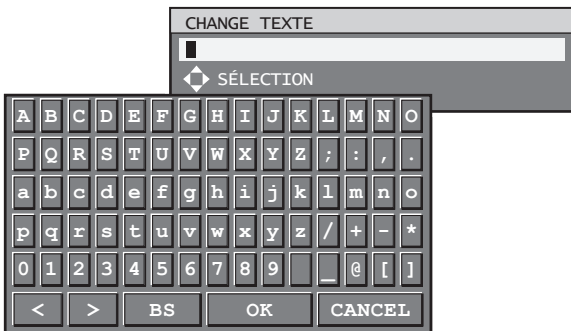 CHANGE TEXTE
SÉLECTION
A B C D E F G H I J K L M N O
P Q R S T U V W X Y Z ; : , .
a b c d e f g h i j k l m n o
p q r s t u v w x y z / + - *
0 1 2 3 4 5 6 7 8 9 _ @ [ ]
< > BS OK CANCEL